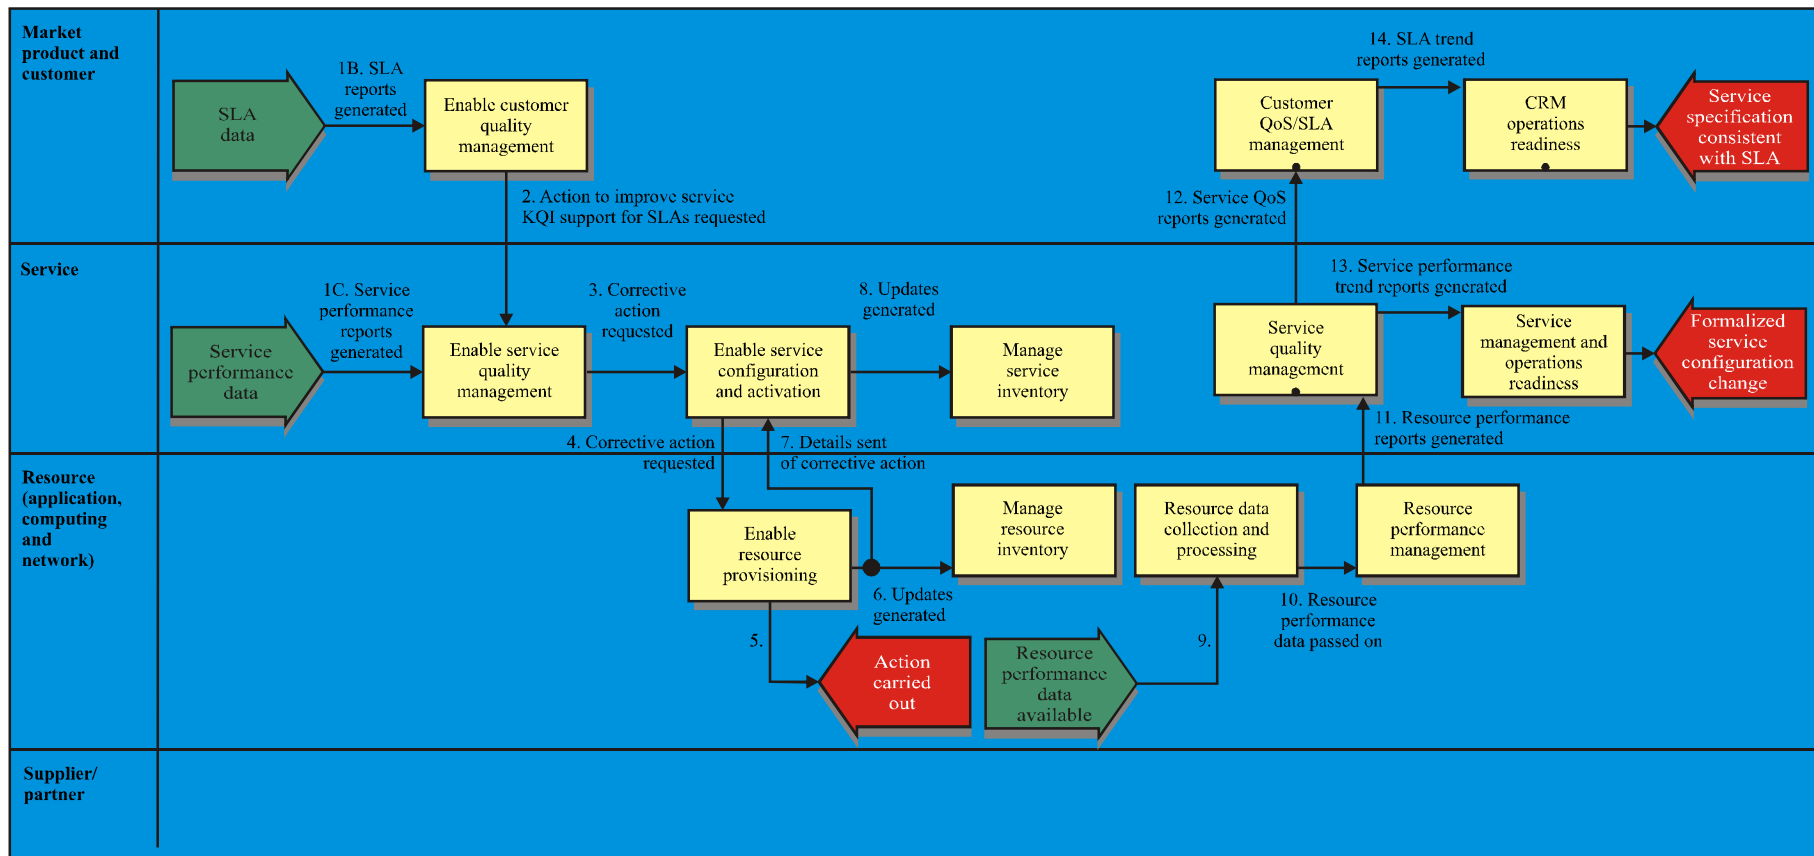 Market
product and
customer
SLA
data
1B. SLA
reports
generated
Enable customer
quality
management
2. Action to improve service
KQI support for SLAs requested
Customer
QoS/SLA
management
14. SLA trend
reports generated
CRM
operations
readiness
Service
specification
consistent
with SLA
12. Service QoS
reports generated
Service
Service
performance
data
1C. Service
performance
reports
generated
Enable service
quality
management
3. Corrective
action
requested
Enable service
configuration
and activation
8. Updates
generated
Manage
service
inventory
Service
quality
management
13. Service performance
trend reports generated
Service
management and
operations
readiness
Formalized
service
configuration
change
4. Corrective action
requested
7. Details sent
of corrective action
11. Resource performance
reports generated
Resource
(application,
computing
and
network)
Enable
resource
provisioning
Manage
resource
inventory
6. Updates
generated
5.
Action
carried
out
Resource
performance
data
available
9.
Resource data
collection and
processing
10. Resource
performance
data passed on
Resource
performance
management
Supplier/
partner